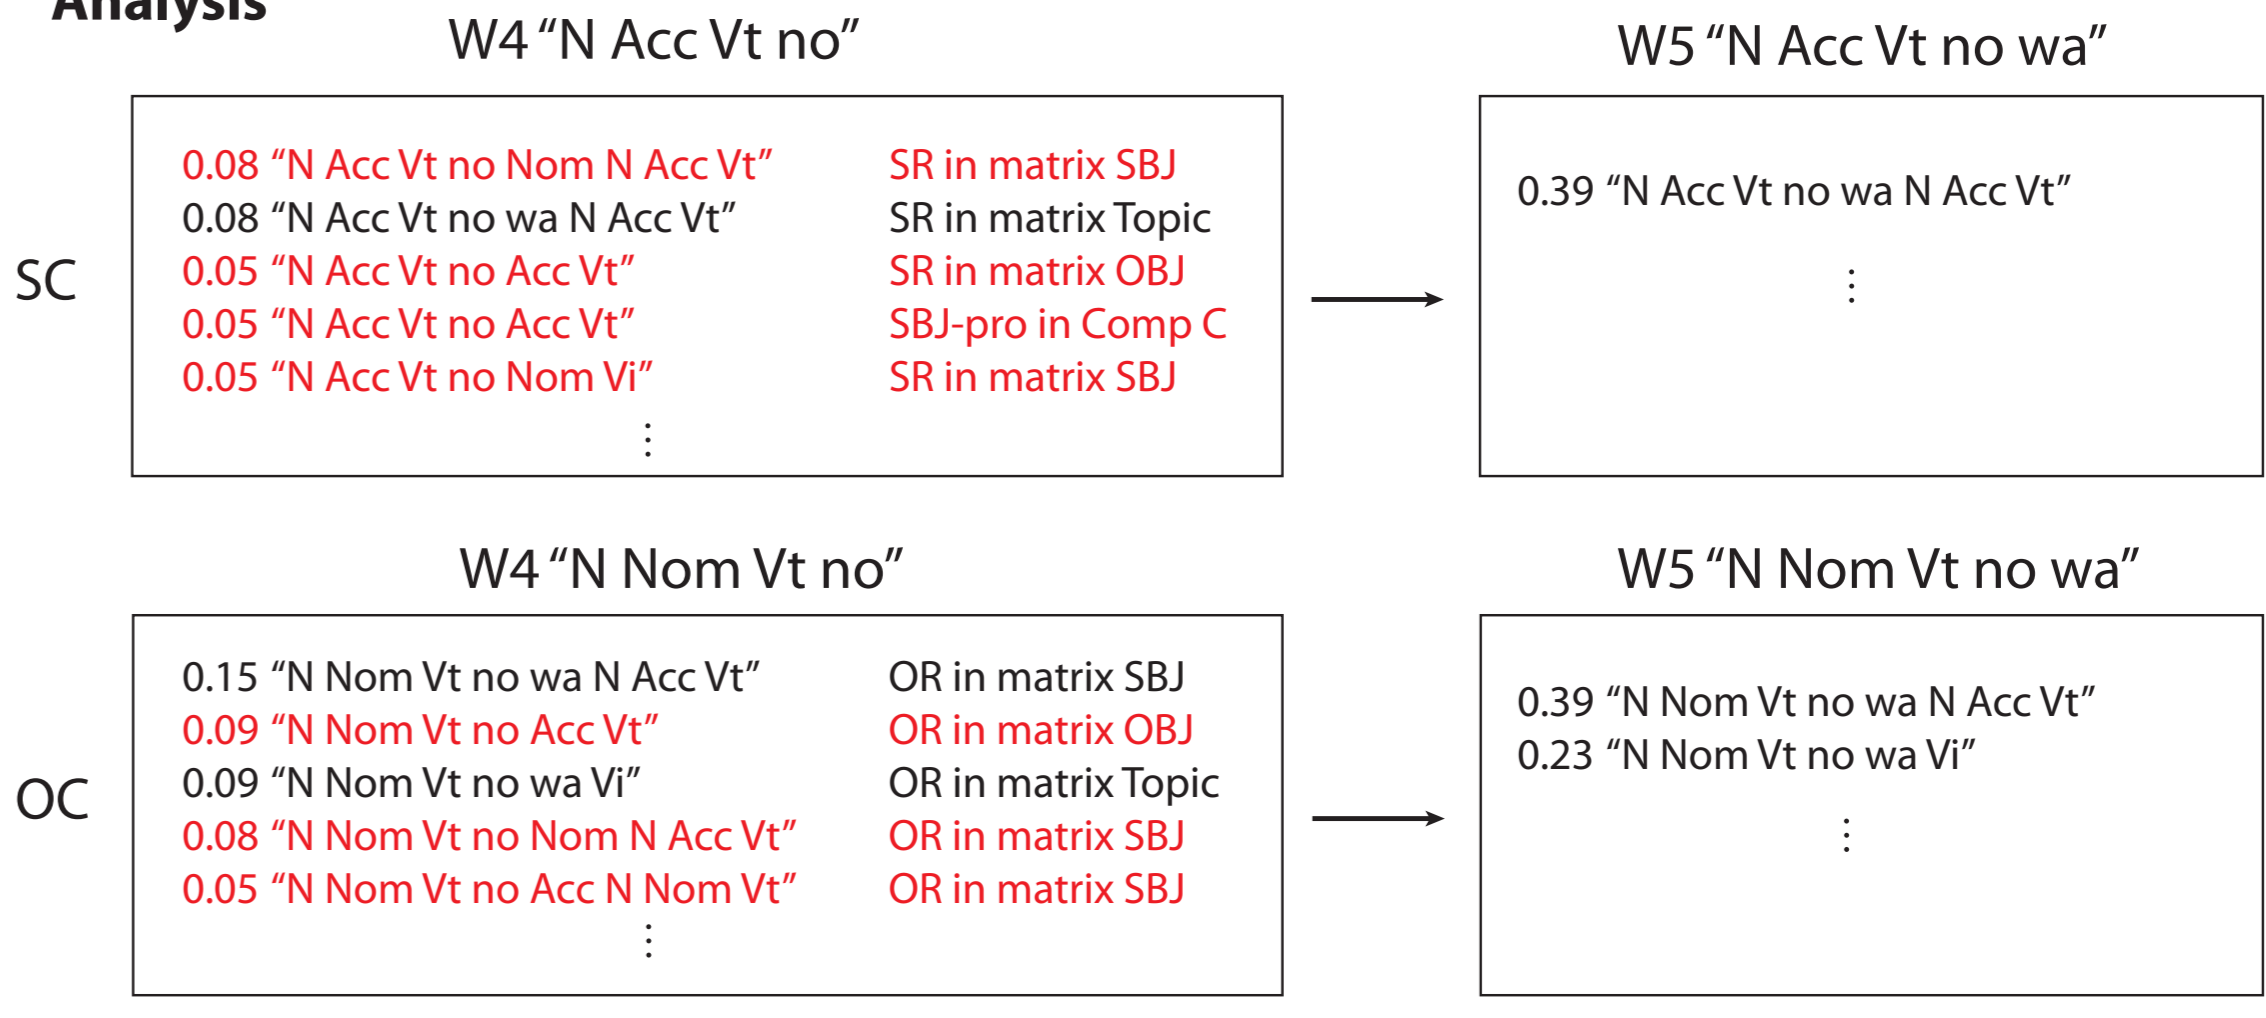 Analysis
W4 “N Acc Vt no”
W5 “N Acc Vt no wa”
SC
0.08 “N Acc Vt no Nom N Acc Vt” SR in matrix SBJ
0.08 “N Acc Vt no wa N Acc Vt” SR in matrix Topic
0.05 “N Acc Vt no Acc Vt” SR in matrix OBJ
0.05 “N Acc Vt no Acc Vt” SBJ-pro in Comp C
0.05 “N Acc Vt no Nom Vi” SR in matrix SBJ
⋮
0.39 “N Acc Vt no wa N Acc Vt”
⋮
W4 “N Nom Vt no”
W5 “N Nom Vt no wa”
OC
0.15 “N Nom Vt no wa N Acc Vt” OR in matrix SBJ
0.09 “N Nom Vt no Acc Vt” OR in matrix OBJ
0.09 “N Nom Vt no wa Vi” OR in matrix Topic
0.08 “N Nom Vt no Nom N Acc Vt” OR in matrix SBJ
0.05 “N Nom Vt no Acc N Nom Vt” OR in matrix SBJ
⋮
0.39 “N Nom Vt no wa N Acc Vt”
0.23 “N Nom Vt no wa Vi”
⋮